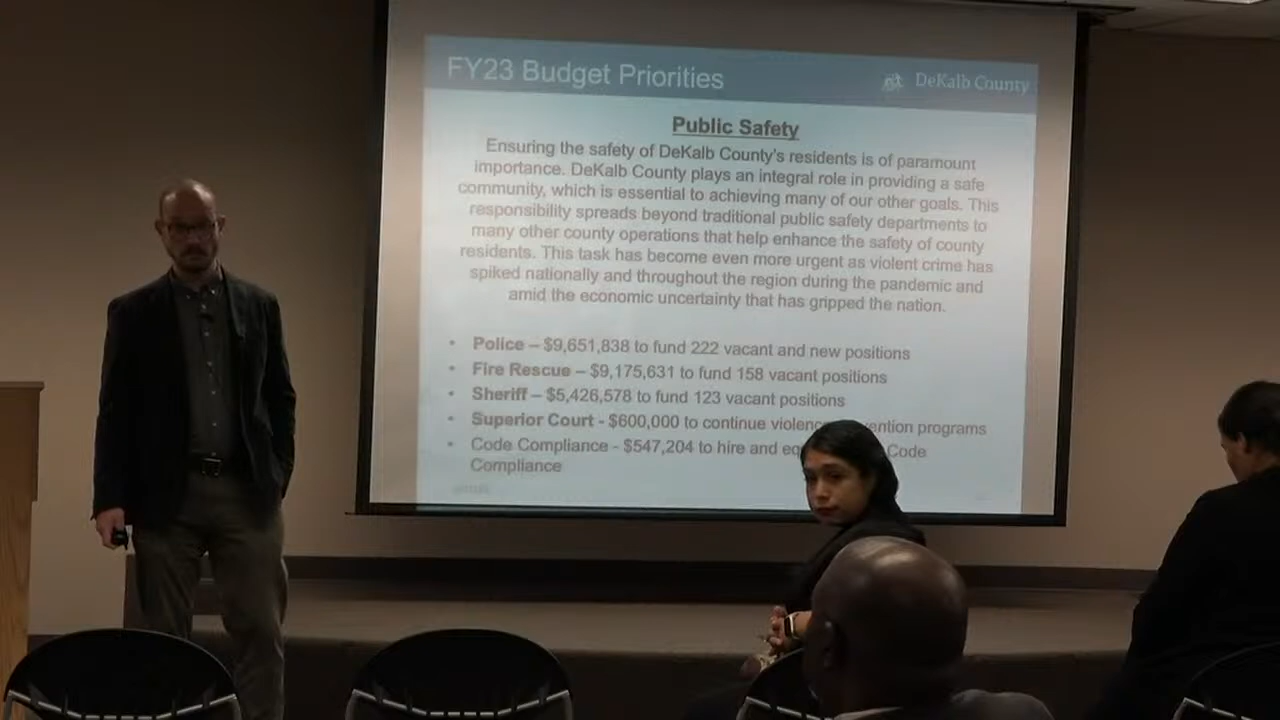 FY23 Budget Priorities
DeKalb County
Public Safety
Ensuring the safety of DeKalb County's residents is of paramount
importance. DeKalb County plays an integral role in providing a safe
community, which is essential to achieving many of our other goals. This
responsibility spreads beyond traditional public safety departments to
many other county operations that help enhance the safety of county
residents. This task has become even more urgent as violent crime has
spiked nationally and throughout the region during the pandemic and
amid the economic uncertainty that has gripped the nation.
• Police – $9,651,838 to fund 222 vacant and new positions
• Fire Rescue – $9,175,631 to fund 158 vacant positions
• Sheriff – $5,426,578 to fund 123 vacant positions
• Superior Court - $600,000 to continue programs
• Code Compliance - $547,204 to hire and Code
Compliance